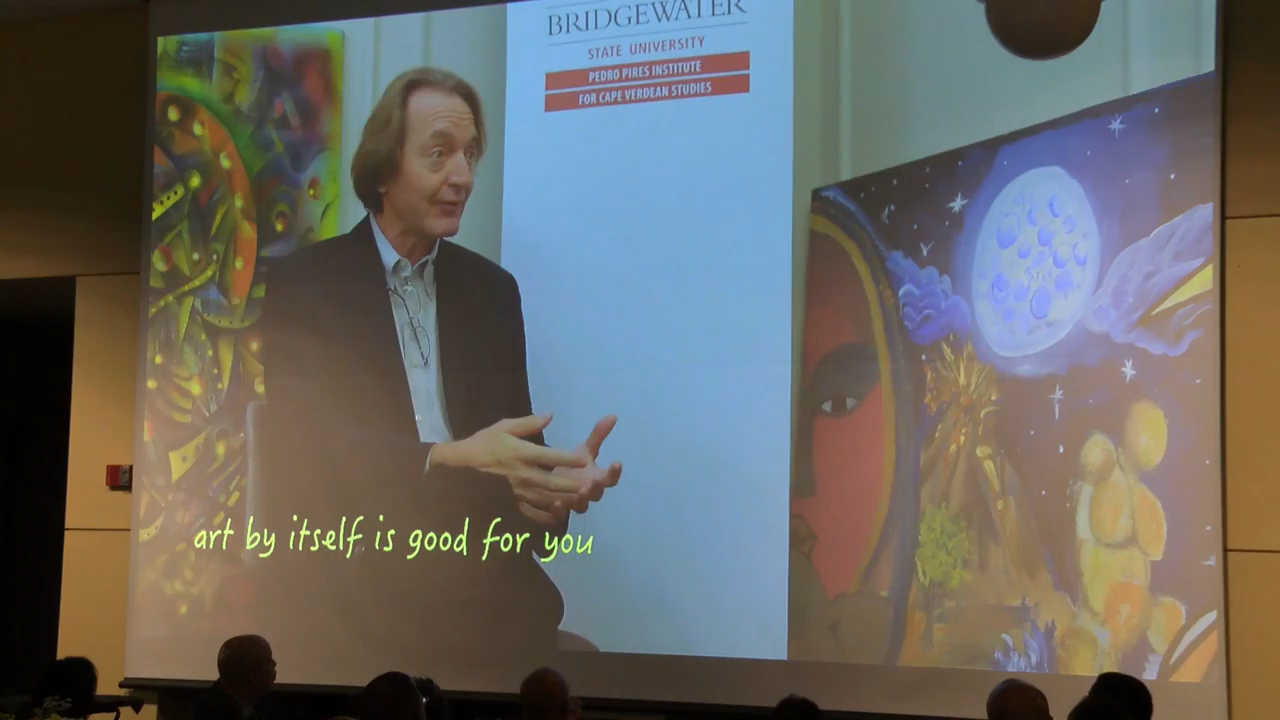 BRIDGEWATER
STATE UNIVERSITY
PEDRO PIRES INSTITUTE
FOR CAPE VERDEAN STUDIES
art by itself is good for you